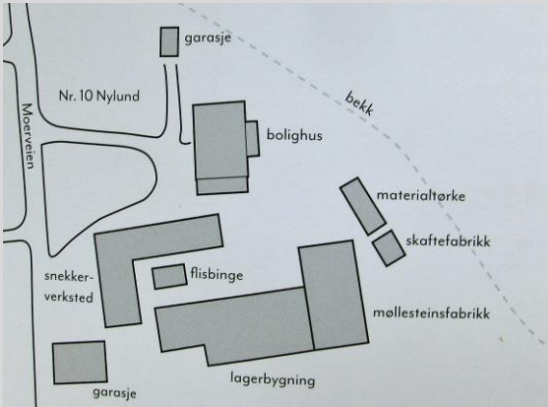 garasje
Nr. 10 Nylund
bekk
Moerveien
bolighus
materialtørke
skaftefabrikk
snekker-
verksted
flisbinge
møllesteinsfabrikk
lagerbygning
garasje